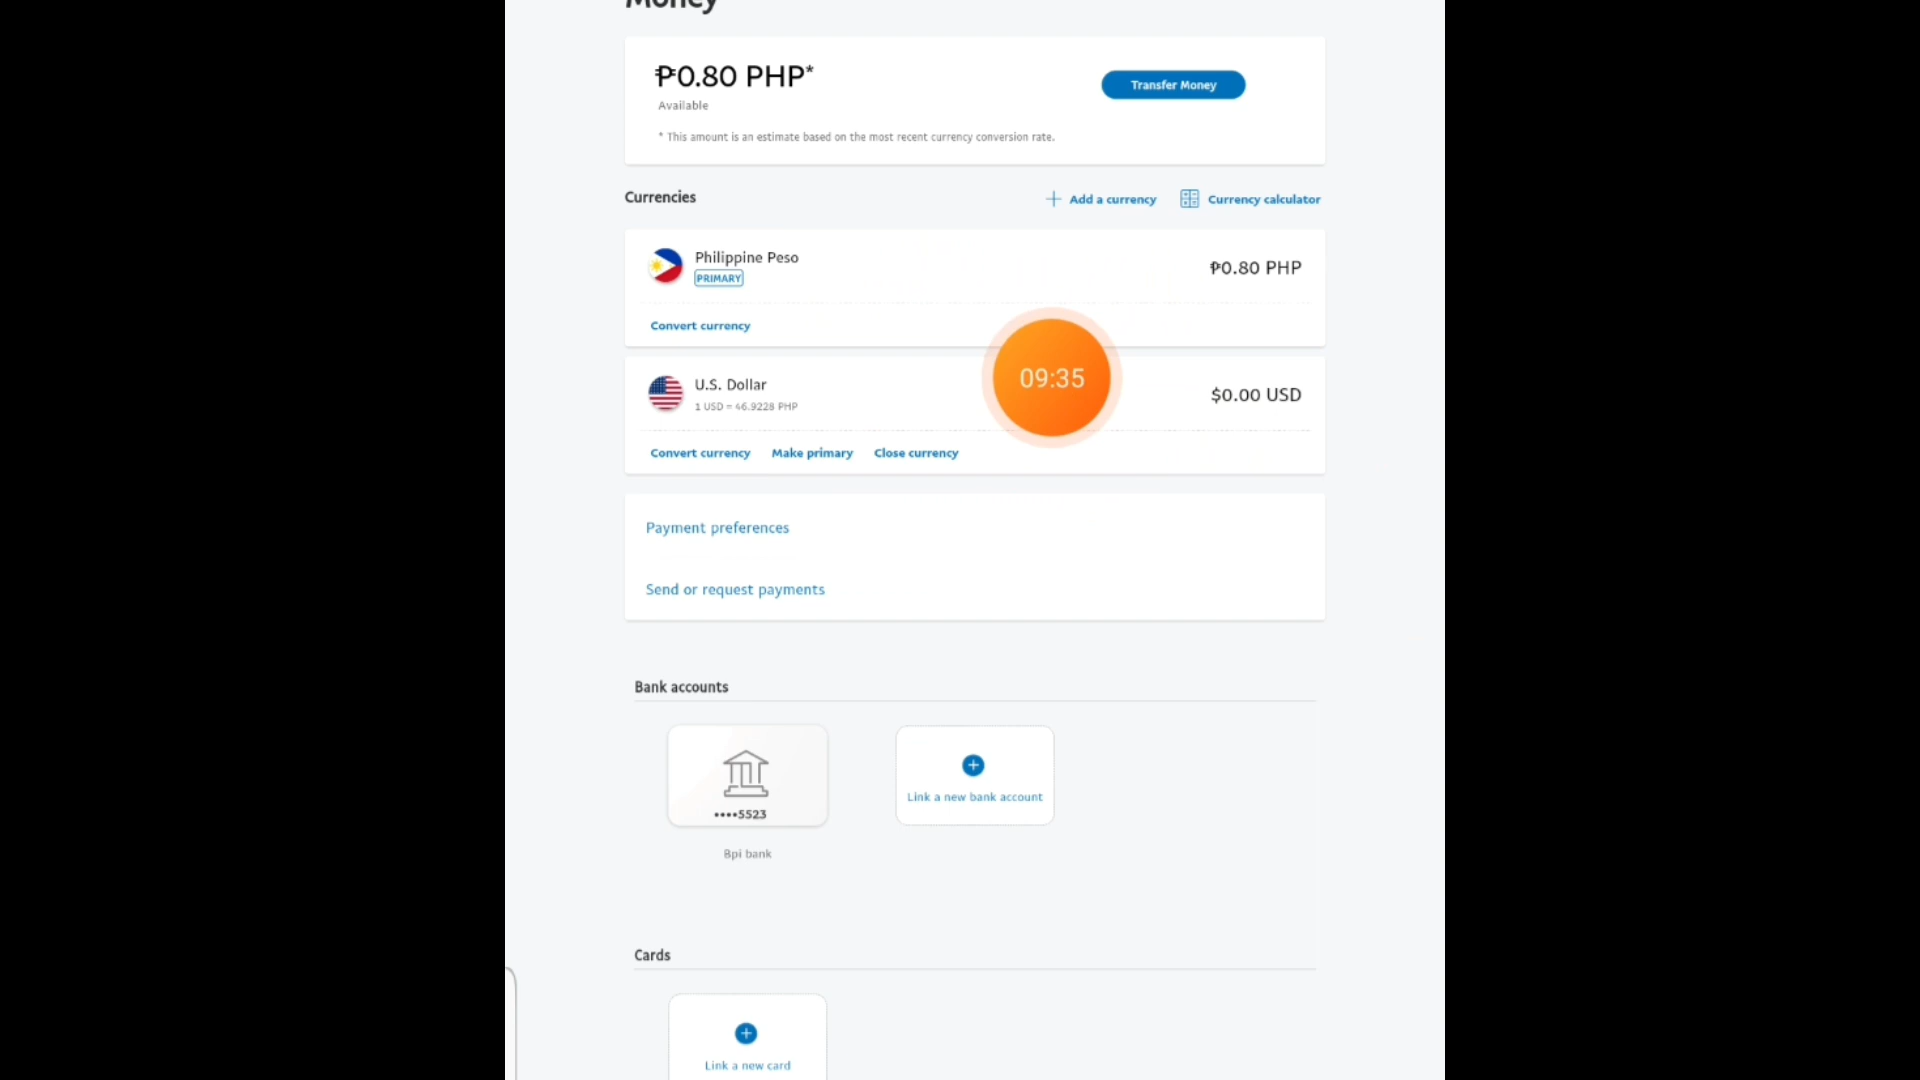 Money
₱0.80 PHP*
Transfer Money
Available
* This amount is an estimate based on the most recent currency conversion rate.
Currencies
Add a currency
Currency calculator
Philippine Peso
PRIMARY
₱0.80 PHP
Convert currency
09:35
U.S. Dollar
1 USD = 46.9228 PHP
$0.00 USD
Convert currency
Make primary
Close currency
Payment preferences
Send or request payments
Bank accounts
••••5523
Link a new bank account
Bpi bank
Cards
Link a new card